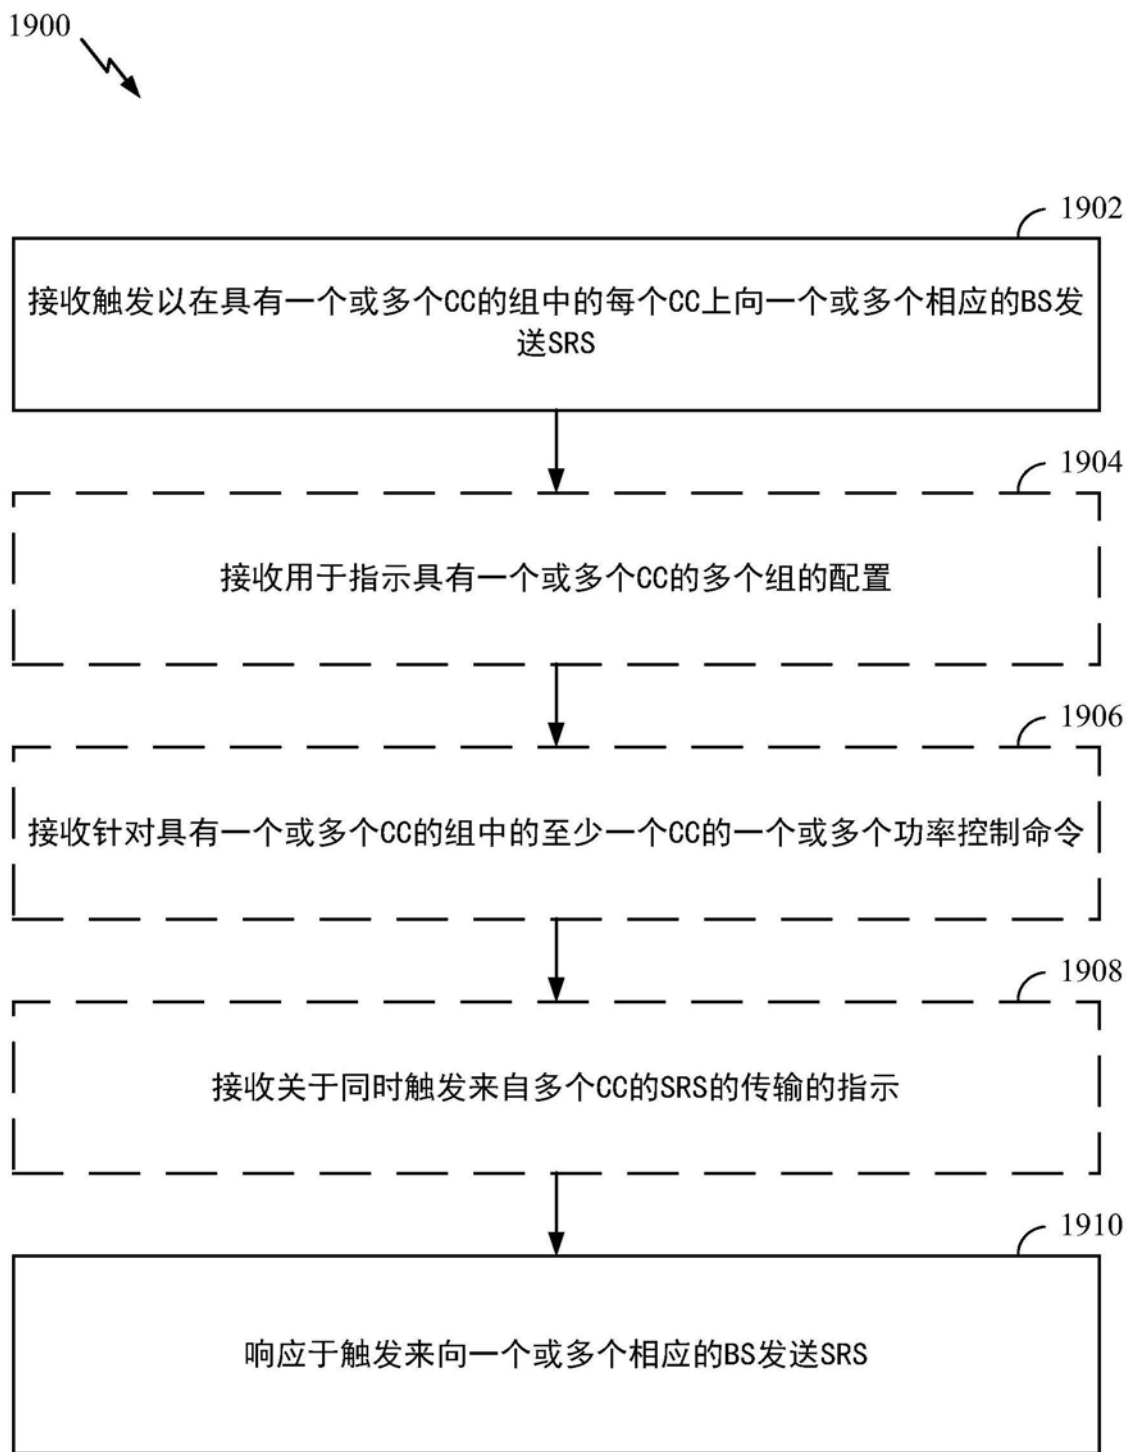 1900
1902
接收触发以在具有一个或多个CC的组中的每个CC上向一个或多个相应的BS发
送SRS
1904
接收用于指示具有一个或多个CC的多个组的配置
1906
接收针对具有一个或多个CC的组中的至少一个CC的一个或多个功率控制命令
1908
接收关于同时触发来自多个CC的SRS的传输的指示
1910
响应于触发来向一个或多个相应的BS发送SRS